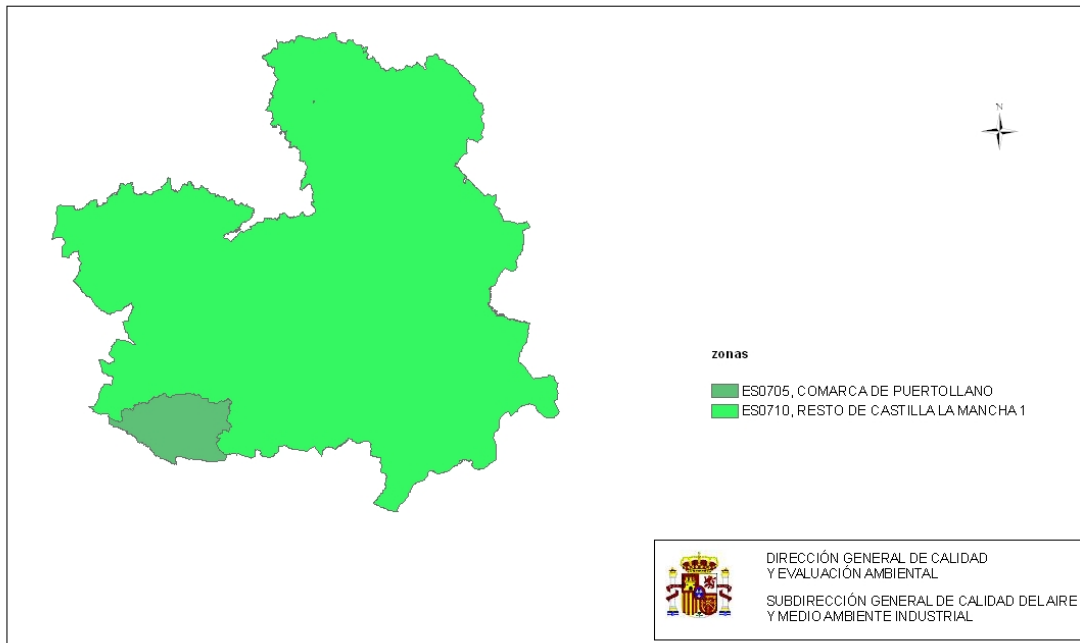 N
zonas
ES0705, COMARCA DE PUERTOLLANO
ES0710, RESTO DE CASTILLA LA MANCHA 1
DIRECCIÓN GENERAL DE CALIDAD
Y EVALUACIÓN AMBIENTAL
SUBDIRECCIÓN GENERAL DE CALIDAD DEL AIRE
Y MEDIO AMBIENTE INDUSTRIAL